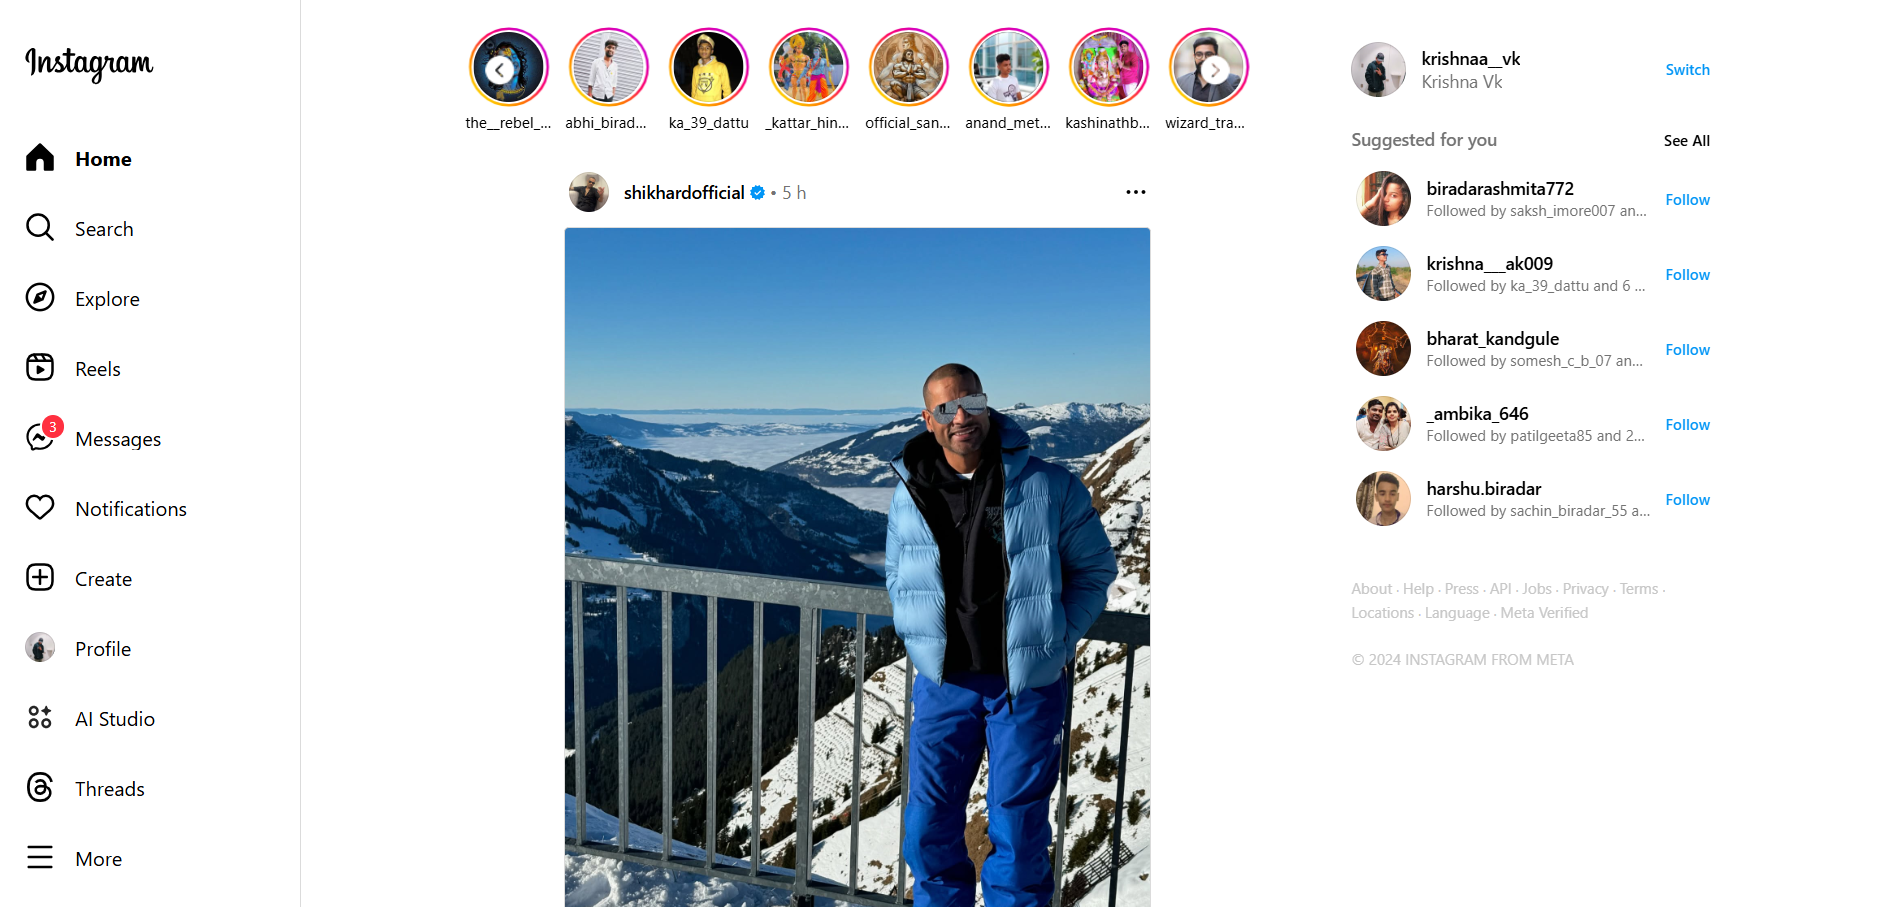 Instagram
Home
Search
Explore
Reels
3
Messages
Notifications
Create
Profile
AI Studio
Threads
More
the__rebel_...
abhi_birad...
ka_39_dattu
_kattar_hin...
official_san...
anand_met...
kashinathb...
wizard_tra...
shikhardofficial • 5 h
krishnaa__vk
Krishna Vk
Switch
Suggested for you
See All
biradarashmita772
Followed by saksh_imore007 an...
Follow
krishna___ak009
Followed by ka_39_dattu and 6 ...
Follow
bharat_kandgule
Followed by somesh_c_b_07 an...
Follow
_ambika_646
Followed by patilgeeta85 and 2...
Follow
harshu.biradar
Followed by sachin_biradar_55 a...
Follow
About · Help · Press · API · Jobs · Privacy · Terms ·
Locations · Language · Meta Verified
© 2024 INSTAGRAM FROM META